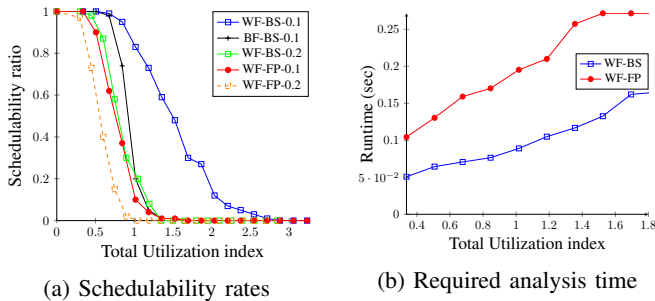 1
0.8
0.6
0.4
0.2
0
0
0.5
1
1.5
2
2.5
3
Schedulability ratio
Total Utilization index
WF-BS-0.1
BF-BS-0.1
WF-BS-0.2
WF-FP-0.1
WF-FP-0.2
(a) Schedulability rates
0.25
0.2
0.15
0.1
5 · 10⁻²
0
0.4
0.6
0.8
1
1.2
1.4
1.6
1.8
Runtime (sec)
Total Utilization index
WF-BS
WF-FP
(b) Required analysis time